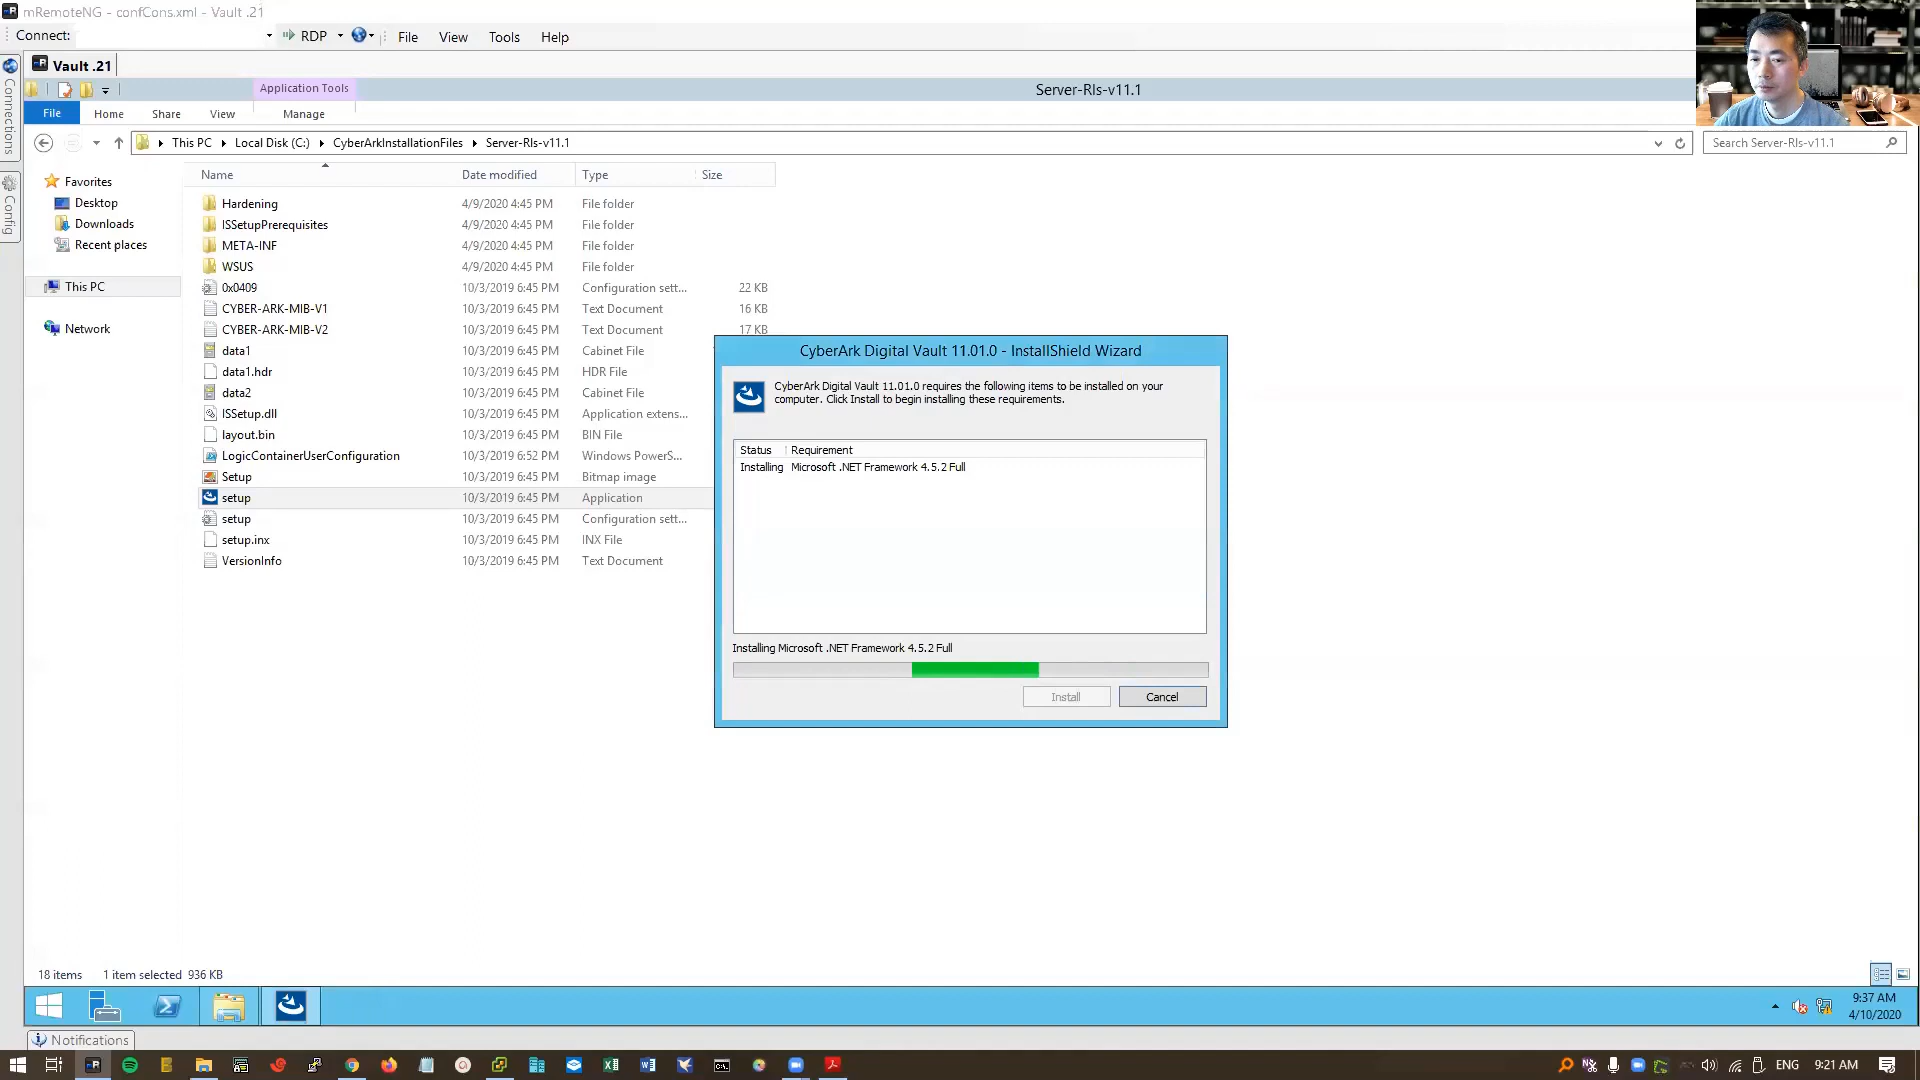 mRemoteNG - confCons.xml - Vault .21
Connect: RDP File View Tools Help
Vault .21
Connections
Config
Application Tools
Server-Rls-v11.1
File Home Share View Manage
This PC Local Disk (C:) CyberArkInstallationFiles Server-Rls-v11.1
Search Server-Rls-v11.1
Favorites
Desktop
Downloads
Recent places
This PC
Network
Name Date modified Type Size
Hardening 4/9/2020 4:45 PM File folder
ISSetupPrerequisites 4/9/2020 4:45 PM File folder
META-INF 4/9/2020 4:45 PM File folder
WSUS 4/9/2020 4:45 PM File folder
0x0409 10/3/2019 6:45 PM Configuration sett... 22 KB
CYBER-ARK-MIB-V1 10/3/2019 6:45 PM Text Document 16 KB
CYBER-ARK-MIB-V2 10/3/2019 6:45 PM Text Document 17 KB
data1 10/3/2019 6:45 PM Cabinet File
data1.hdr 10/3/2019 6:45 PM HDR File
data2 10/3/2019 6:45 PM Cabinet File
ISSetup.dll 10/3/2019 6:45 PM Application extens...
layout.bin 10/3/2019 6:45 PM BIN File
LogicContainerUserConfiguration 10/3/2019 6:52 PM Windows PowerS...
Setup 10/3/2019 6:45 PM Bitmap image
setup 10/3/2019 6:45 PM Application
setup 10/3/2019 6:45 PM Configuration sett...
setup.inx 10/3/2019 6:45 PM INX File
VersionInfo 10/3/2019 6:45 PM Text Document
CyberArk Digital Vault 11.01.0 - InstallShield Wizard
CyberArk Digital Vault 11.01.0 requires the following items to be installed on your
computer. Click Install to begin installing these requirements.
Status Requirement
Installing Microsoft .NET Framework 4.5.2 Full
Installing Microsoft .NET Framework 4.5.2 Full
Install Cancel
18 items 1 item selected 936 KB
9:37 AM
4/10/2020
Notifications
ENG 9:21 AM